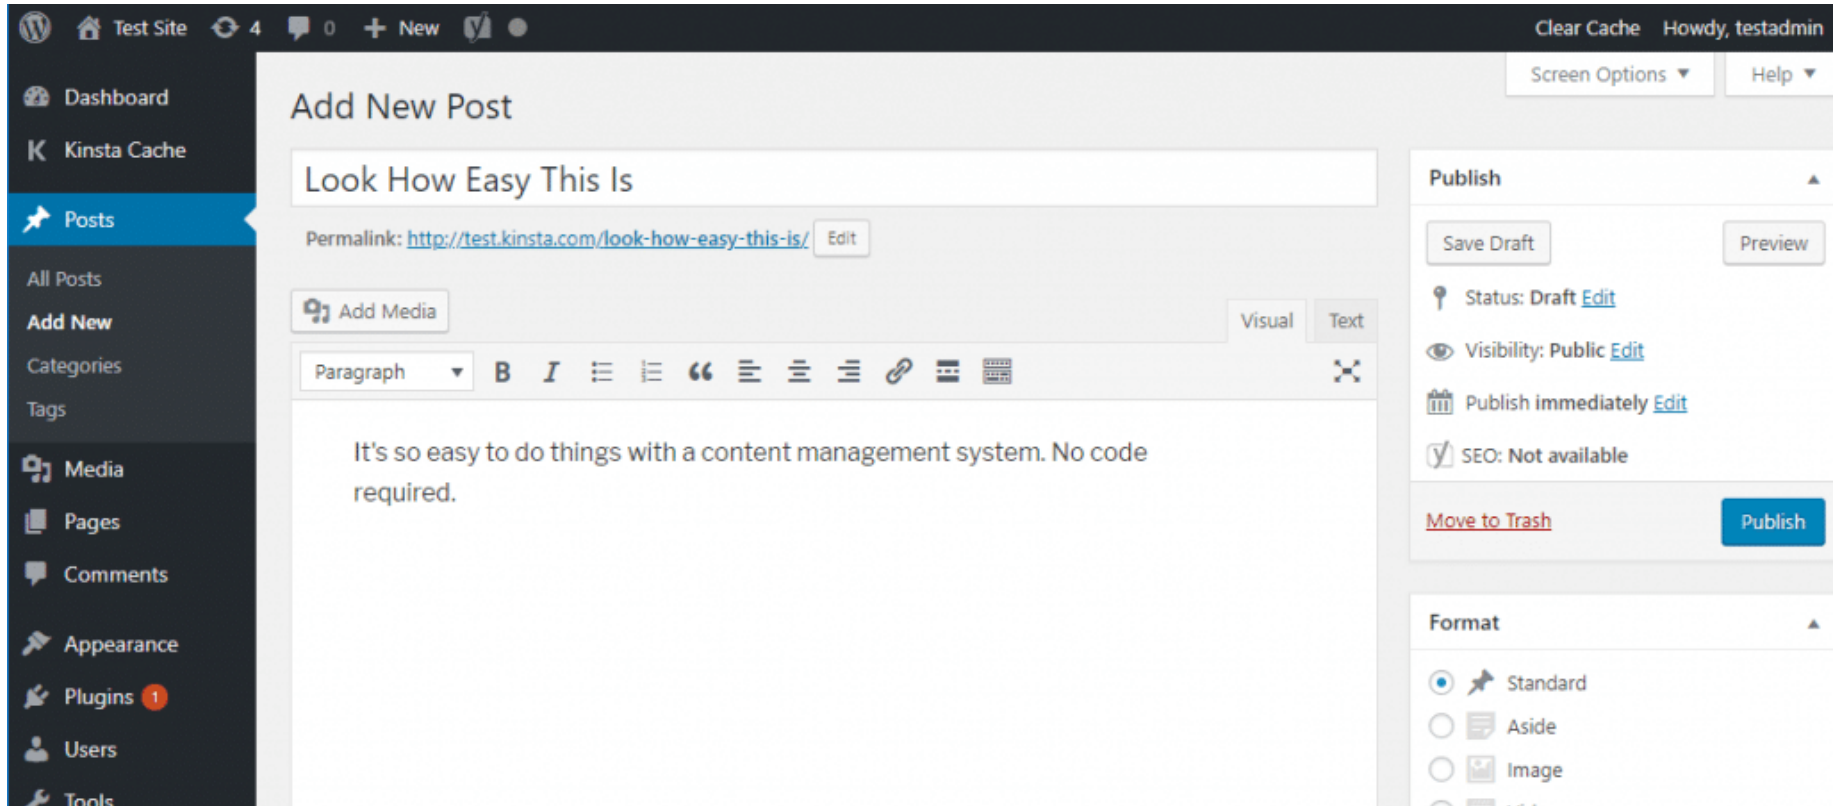 Test Site
4
0
New
Clear Cache
Howdy, testadmin
Screen Options
Help
Dashboard
Kinsta Cache
Posts
All Posts
Add New
Categories
Tags
Media
Pages
Comments
Appearance
Plugins 1
Users
Tools
Add New Post
Look How Easy This Is
Permalink: http://test.kinsta.com/look-how-easy-this-is/ Edit
Add Media
Visual
Text
Paragraph
B I
It's so easy to do things with a content management system. No code
required.
Publish
Save Draft
Preview
Status: Draft Edit
Visibility: Public Edit
Publish immediately Edit
SEO: Not available
Move to Trash
Publish
Format
Standard
Aside
Image